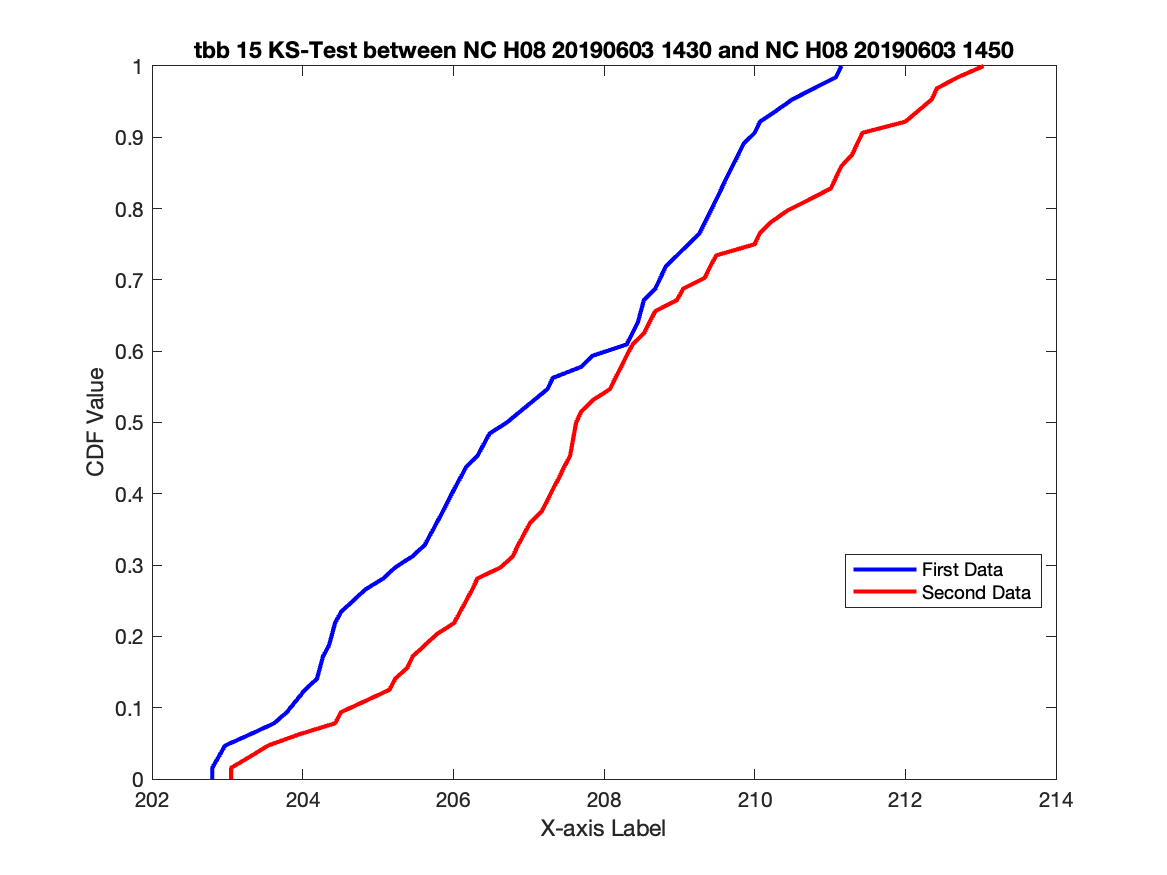 tbb 15 KS-Test between NC H08 20190603 1430 and NC H08 20190603 1450
1
0.9
0.8
0.7
0.6
0.5
0.4
0.3
0.2
0.1
0
CDF Value
First Data
Second Data
202 204 206 208 210 212 214
X-axis Label